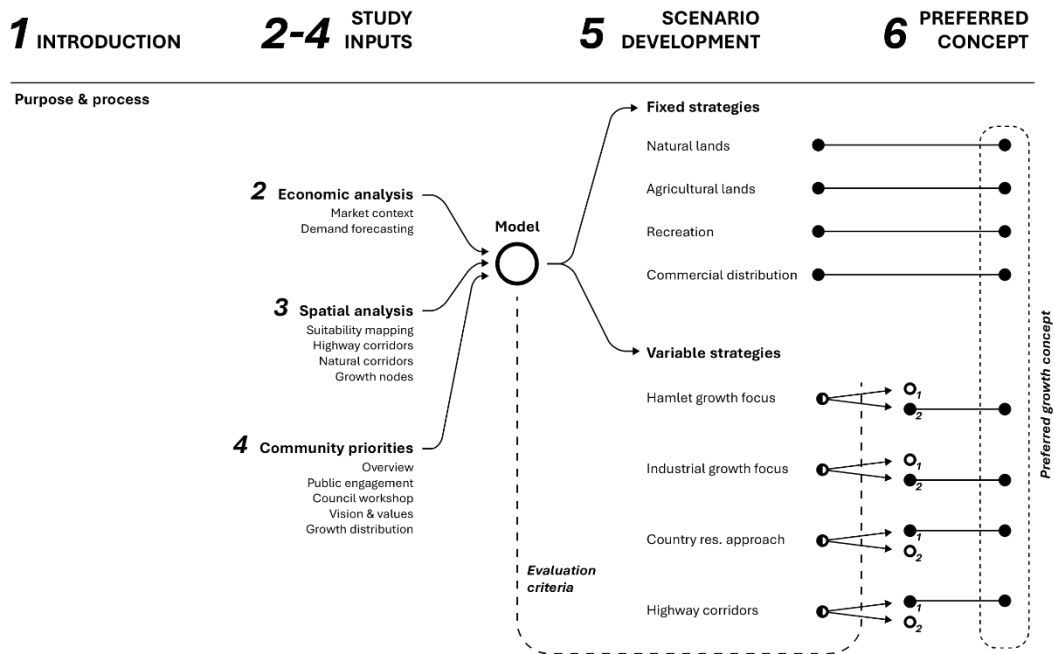 1 INTRODUCTION
2-4 STUDY
INPUTS
5 SCENARIO
DEVELOPMENT
6 PREFERRED
CONCEPT
Purpose & process
2 Economic analysis
Market context
Demand forecasting
3 Spatial analysis
Suitability mapping
Highway corridors
Natural corridors
Growth nodes
4 Community priorities
Overview
Public engagement
Council workshop
Vision & values
Growth distribution
Model
Evaluation
criteria
Fixed strategies
Natural lands
Agricultural lands
Recreation
Commercial distribution
Variable strategies
Hamlet growth focus
1
2
Industrial growth focus
1
2
Country res. approach
1
2
Highway corridors
1
2
Preferred growth concept